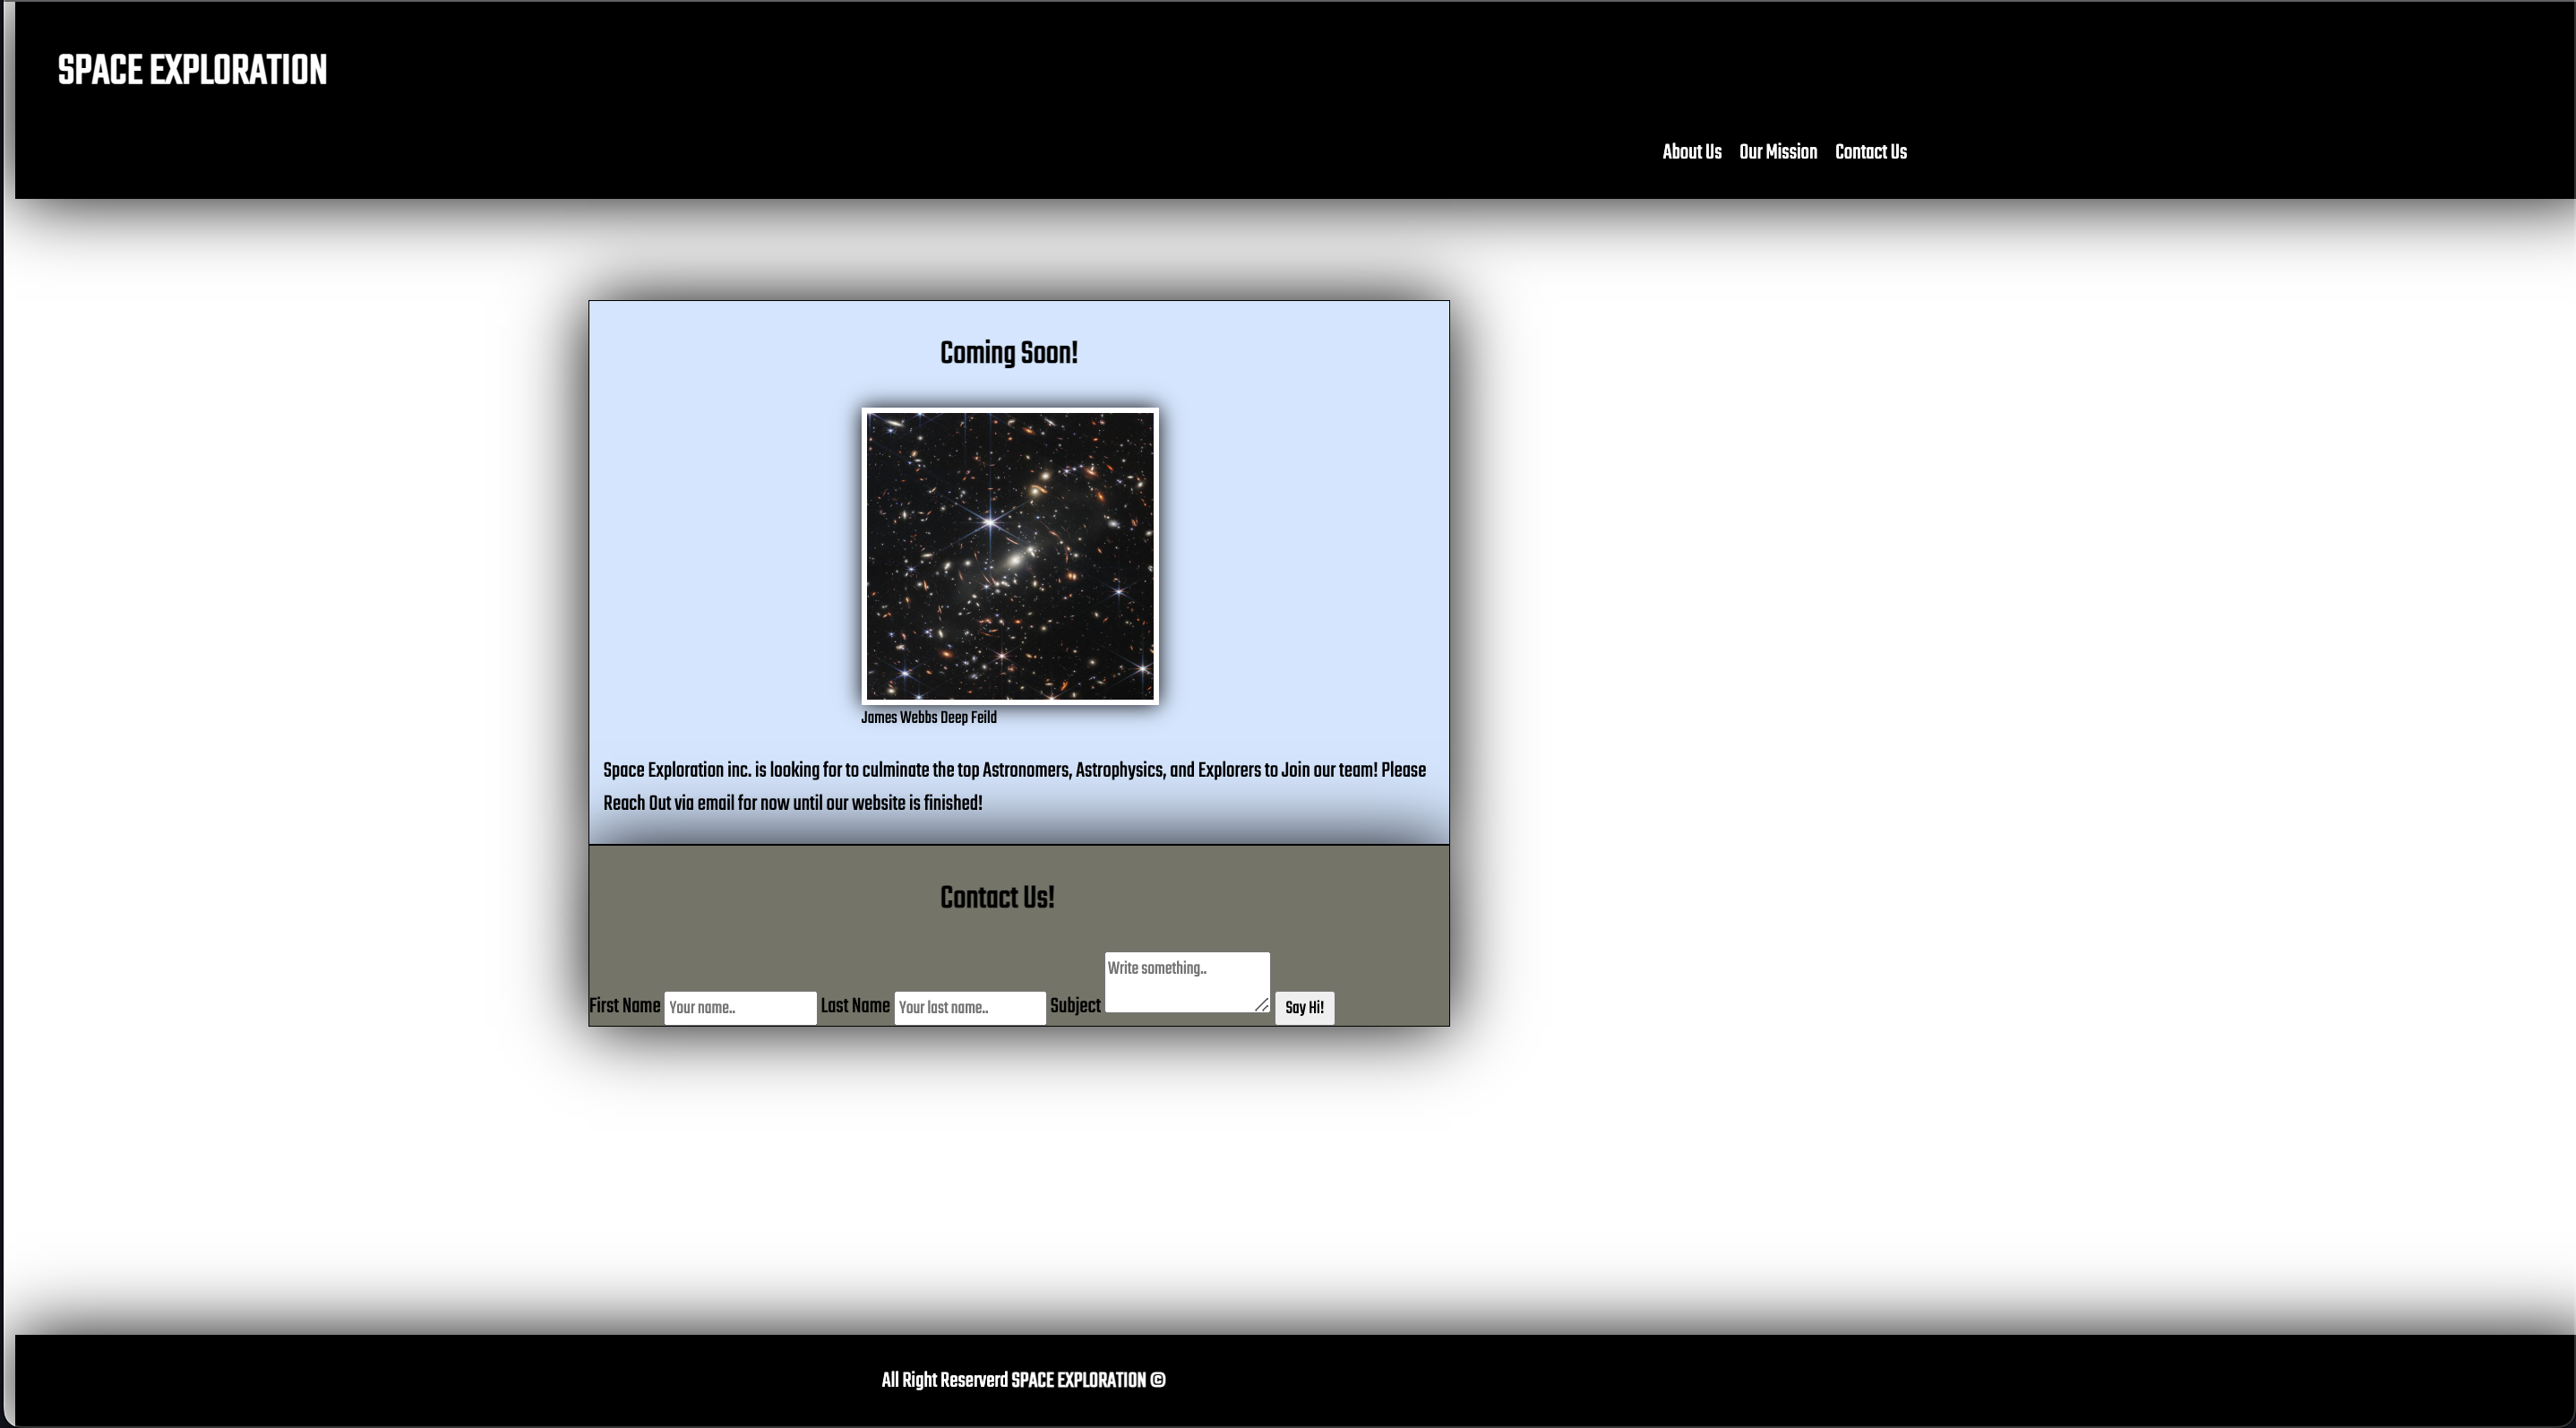 SPACE EXPLORATION
About Us Our Mission Contact Us
Coming Soon!
James Webbs Deep Feild
Space Exploration inc. is looking for to culminate the top Astronomers, Astrophysics, and Explorers to Join our team! Please
Reach Out via email for now until our website is finished!
Contact Us!
First Name Your name.. Last Name Your last name.. Subject Write something.. Say Hi!
All Right Reserverd SPACE EXPLORATION ©